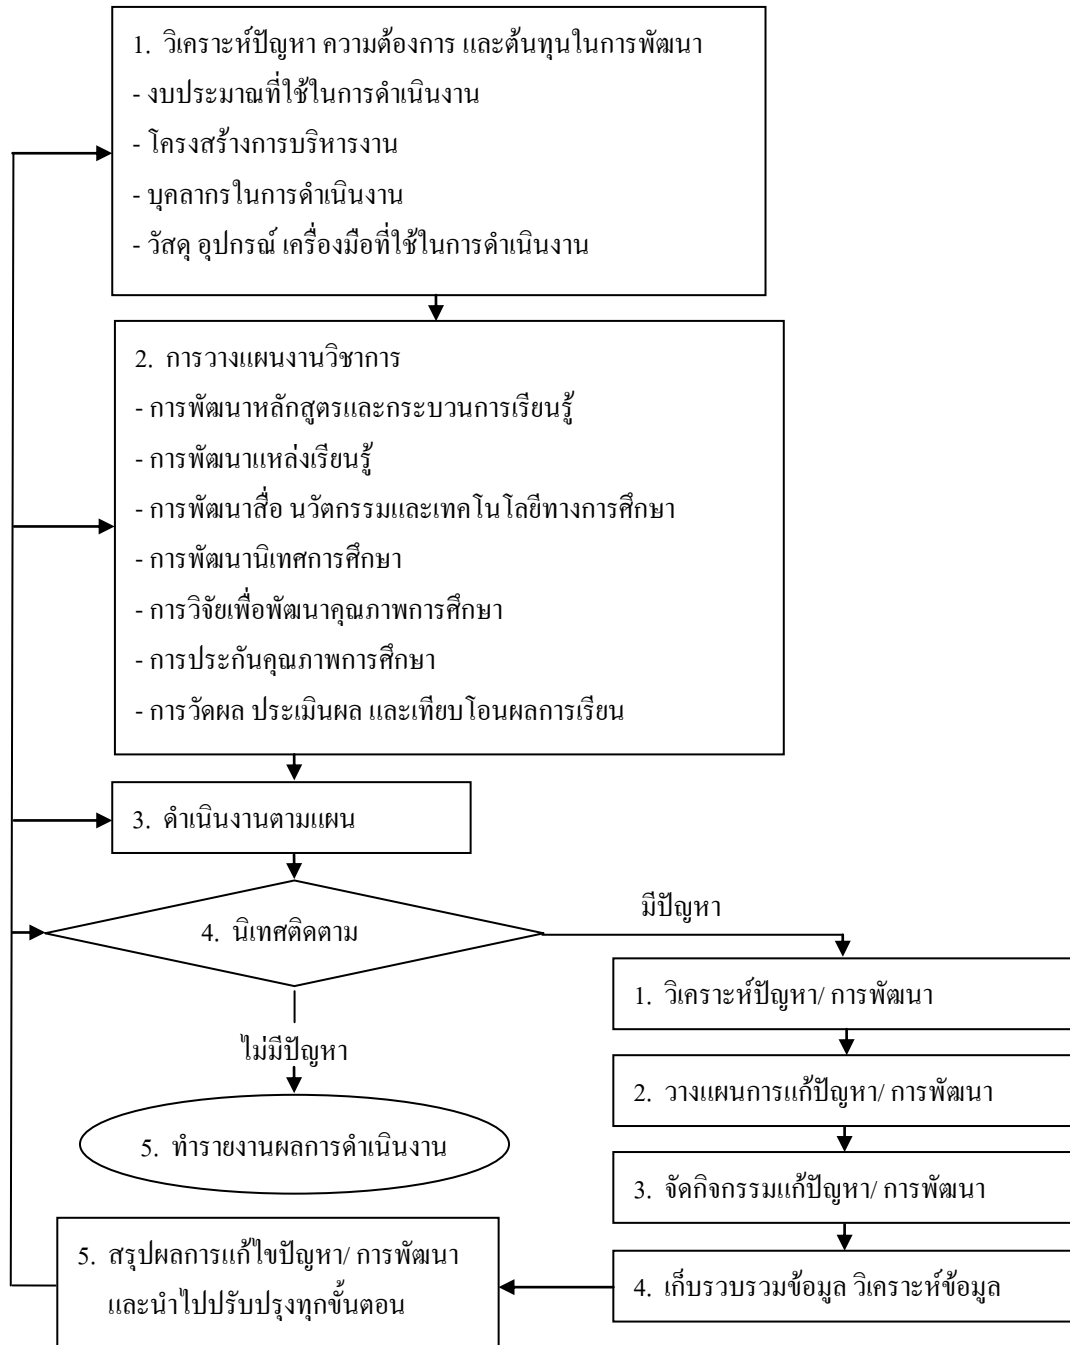 1. วิเคราะห์ปัญหา ความต้องการ และต้นทุนในการพัฒนา
- งบประมาณที่ใช้ในการดำเนินงาน
- โครงสร้างการบริหารงาน
- บุคลากรในการดำเนินงาน
- วัสดุ อุปกรณ์ เครื่องมือที่ใช้ในการดำเนินงาน
2. การวางแผนงานวิชาการ
- การพัฒนาหลักสูตรและกระบวนการเรียนรู้
- การพัฒนาแหล่งเรียนรู้
- การพัฒนาสื่อ นวัตกรรมและเทคโนโลยีทางการศึกษา
- การพัฒนานิเทศการศึกษา
- การวิจัยเพื่อพัฒนาคุณภาพการศึกษา
- การประกันคุณภาพการศึกษา
- การวัดผล ประเมินผล และเทียบโอนผลการเรียน
3. ดำเนินงานตามแผน
4. นิเทศติดตาม
มีปัญหา
1. วิเคราะห์ปัญหา/ การพัฒนา
2. วางแผนการแก้ปัญหา/ การพัฒนา
3. จัดกิจกรรมแก้ปัญหา/ การพัฒนา
4. เก็บรวบรวมข้อมูล วิเคราะห์ข้อมูล
5. สรุปผลการแก้ไขปัญหา/ การพัฒนา
และนำไปปรับปรุงทุกขั้นตอน
ไม่มีปัญหา
5. ทำรายงานผลการดำเนินงาน